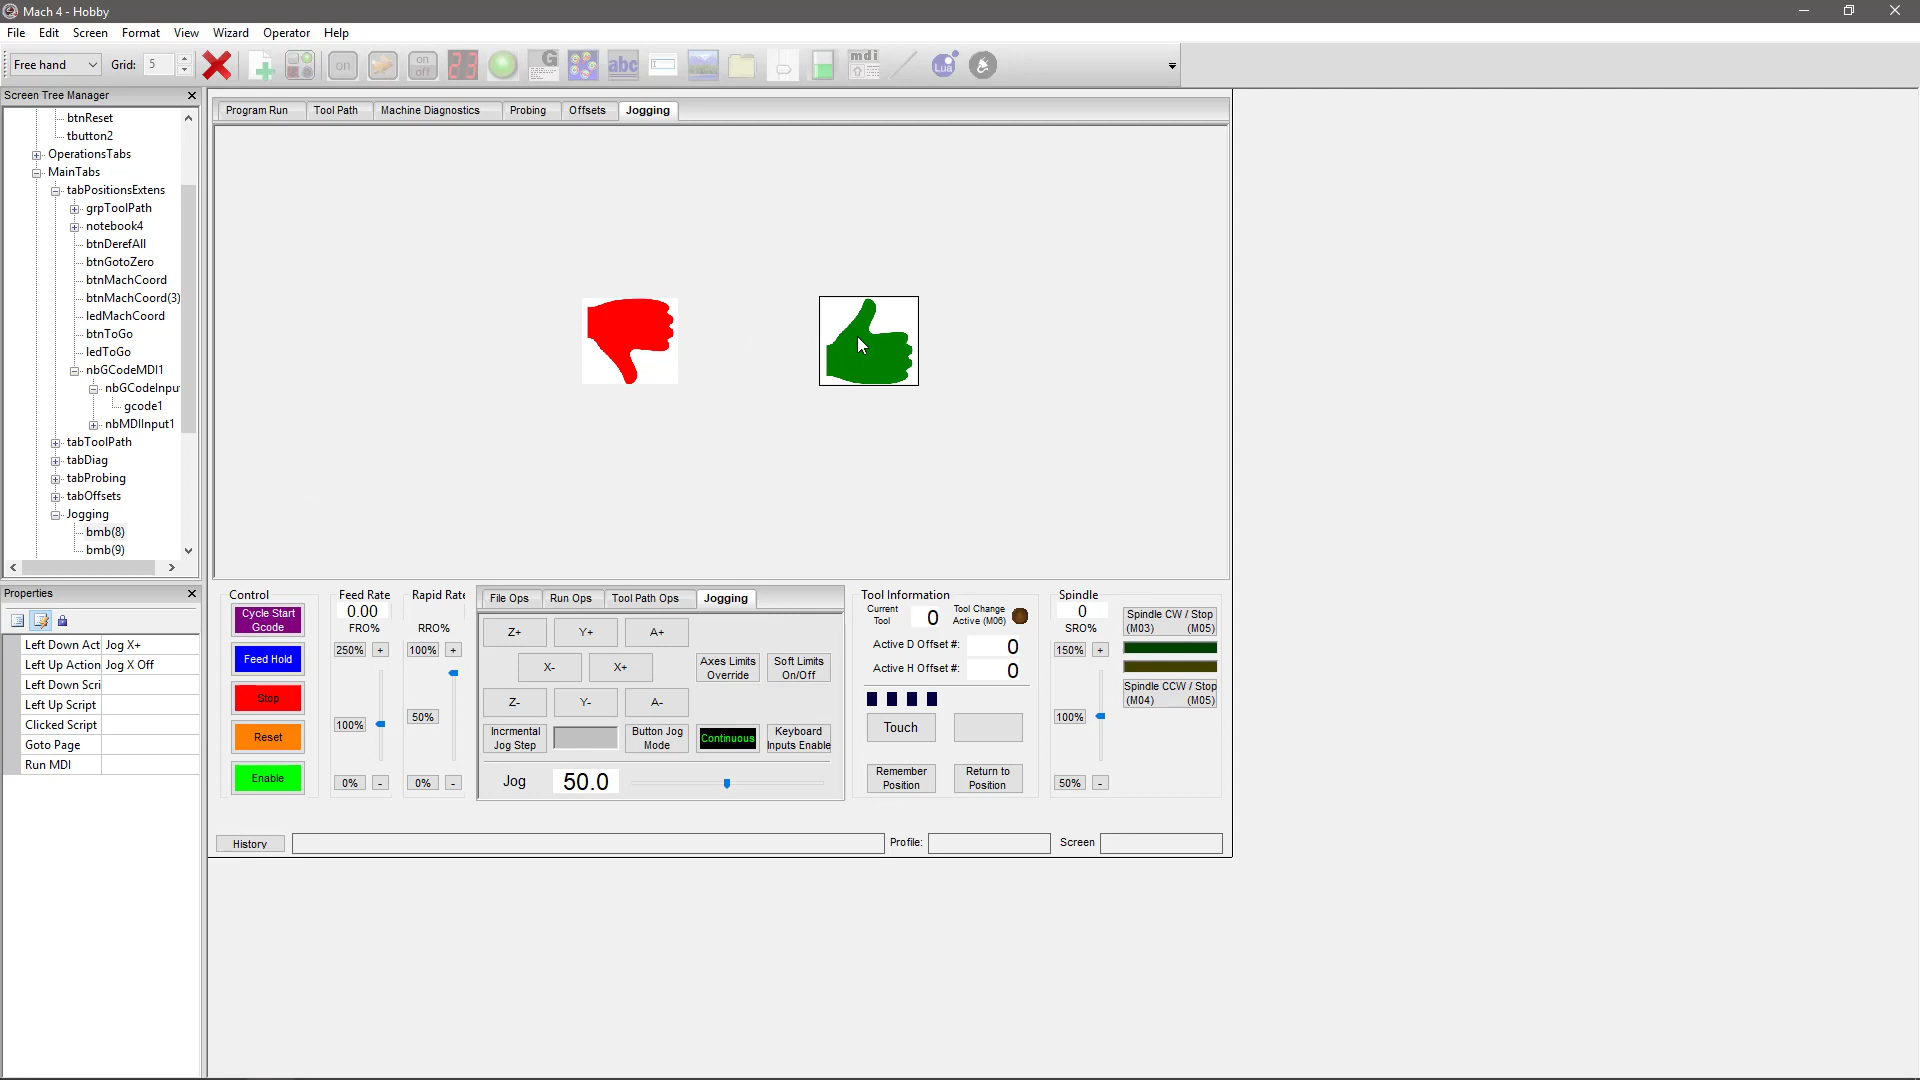 Mach 4 - Hobby
File Edit Screen Format View Wizard Operator Help
Free hand Grid: 5 on on off 23 G abc mdi Lua
Screen Tree Manager
btnReset
tbutton2
OperationsTabs
MainTabs
tabPositionsExtens
grpToolPath
notebook4
btnDerefAll
btnGotoZero
btnMachCoord
btnMachCoord(3)
ledMachCoord
btnToGo
ledToGo
nbGCodeMDI1
nbGCodeInpu
gcode1
nbMDIInput1
tabToolPath
tabDiag
tabProbing
tabOffsets
Jogging
bmb(8)
bmb(9)
Properties
Left Down Act Jog X+
Left Up Action Jog X Off
Left Down Scri
Left Up Script
Clicked Script
Goto Page
Run MDI
Program Run Tool Path Machine Diagnostics Probing Offsets Jogging
Control
Cycle Start
Gcode
Feed Hold
Stop
Reset
Enable
Feed Rate
0.00
FRO%
250% +
100%
0% -
Rapid Rate
RRO%
100% +
50%
0% -
File Ops Run Ops Tool Path Ops Jogging
Z+ Y+ A+
X- X+
Axes Limits
Override
Soft Limits
On/Off
Z- Y- A-
Incrmental
Jog Step
Button Jog
Mode
Continuous
Keyboard
Inputs Enable
Jog 50.0
Tool Information
Current
Tool
0
Tool Change
Active (M06)
Active D Offset #: 0
Active H Offset #: 0
Touch
Remember
Position
Return to
Position
Spindle
0
SRO%
150% +
100%
50% -
Spindle CW / Stop
(M03) (M05)
Spindle CCW / Stop
(M04) (M05)
History
Profile:
Screen